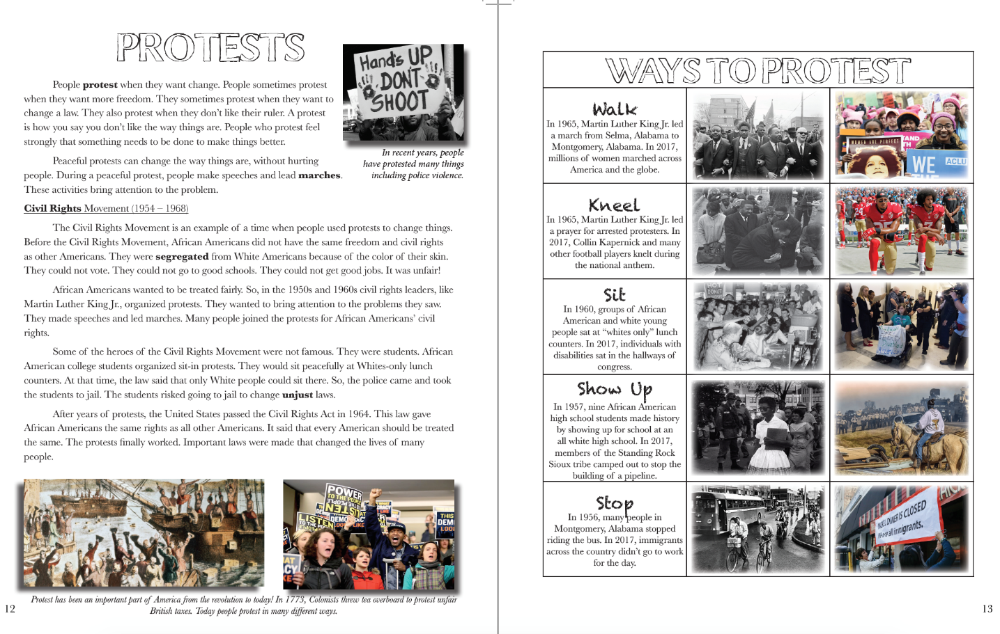 PROTESTS
People protest when they want change. People sometimes protest
when they want more freedom. They sometimes protest when they want to
change a law. They also protest when they don't like their ruler. A protest
is how you say you don't like the way things are. People who protest feel
strongly that something needs to be done to make things better.
Peaceful protests can change the way things are, without hurting
people. During a peaceful protest, people make speeches and lead marches.
These activities bring attention to the problem.
Hand's UP
DON'T
SHOOT
In recent years, people
have protested many things
including police violence.
Civil Rights Movement (1954 – 1968)
The Civil Rights Movement is an example of a time when people used protests to change things.
Before the Civil Rights Movement, African Americans did not have the same freedom and civil rights
as other Americans. They were segregated from White Americans because of the color of their skin.
They could not vote. They could not go to good schools. They could not get good jobs. It was unfair!
African Americans wanted to be treated fairly. So, in the 1950s and 1960s civil rights leaders, like
Martin Luther King Jr., organized protests. They wanted to bring attention to the problems they saw.
They made speeches and led marches. Many people joined the protests for African Americans' civil
rights.
Some of the heroes of the Civil Rights Movement were not famous. They were students. African
American college students organized sit-in protests. They would sit peacefully at Whites-only lunch
counters. At that time, the law said that only White people could sit there. So, the police came and took
the students to jail. The students risked going to jail to change unjust laws.
After years of protests, the United States passed the Civil Rights Act in 1964. This law gave
African Americans the same rights as all other Americans. It said that every American should be treated
the same. The protests finally worked. Important laws were made that changed the lives of many
people.
POWER
TO THE PEOPLE
LISTEN
TO THE
DEMOCRACY
LIKE
THIS
DEM
LOO
Protest has been an important part of America from the revolution to today! In 1773, Colonists threw tea overboard to protest unfair
British taxes. Today people protest in many different ways.
12
WAYS TO PROTEST
Walk
In 1965, Martin Luther King Jr. led
a march from Selma, Alabama to
Montgomery, Alabama. In 2017,
millions of women marched across
America and the globe.
WOMEN ARE PERFECT
WE
THE
ACLU
Kneel
In 1965, Martin Luther King Jr. led
a prayer for arrested protesters. In
2017, Collin Kapernick and many
other football players knelt during
the national anthem.
Sit
In 1960, groups of African
American and white young
people sat at "whites only" lunch
counters. In 2017, individuals with
disabilities sat in the hallways of
congress.
Show Up
In 1957, nine African American
high school students made history
by showing up for school at an
all white high school. In 2017,
members of the Standing Rock
Sioux tribe camped out to stop the
building of a pipeline.
Stop
In 1956, many people in
Montgomery, Alabama stopped
riding the bus. In 2017, immigrants
across the country didn't go to work
for the day.
DINER IS CLOSED
We are all immigrants.
13